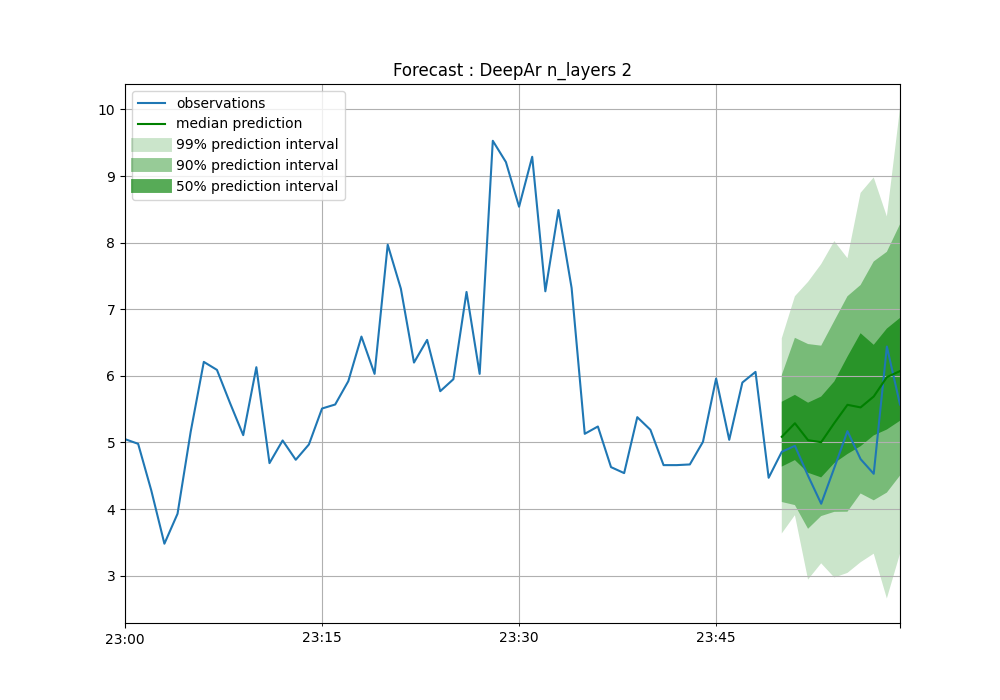 Forecast : DeepAr n_layers 2
observations
median prediction
99% prediction interval
90% prediction interval
50% prediction interval
10
9
8
7
6
5
4
3
23:00
23:15
23:30
23:45